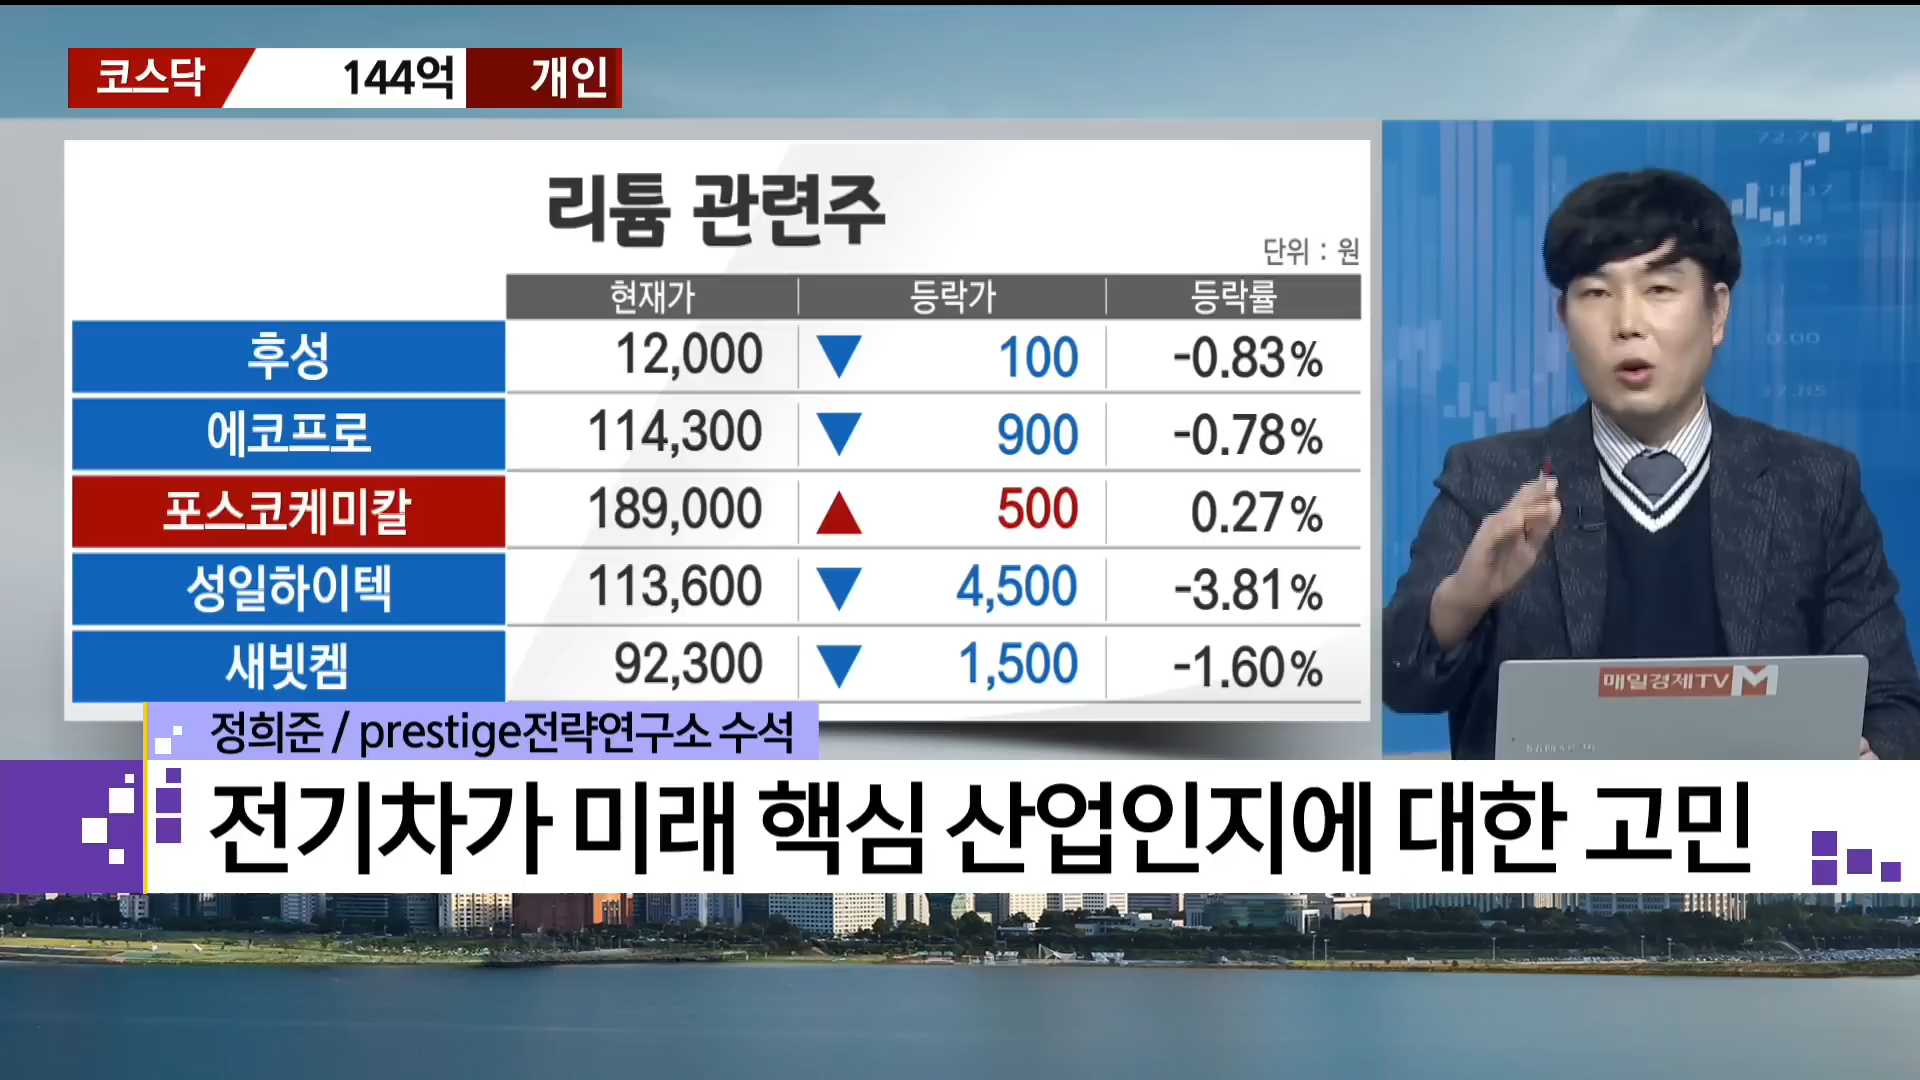 코스닥 144억 개인
리튬 관련주
단위 : 원
현재가 등락가 등락률
후성 12,000 ▼ 100 -0.83%
에코프로 114,300 ▼ 900 -0.78%
포스코케미칼 189,000 ▲ 500 0.27%
성일하이텍 113,600 ▼ 4,500 -3.81%
새빗켐 92,300 ▼ 1,500 -1.60%
72.79
34.95
0.00
매일경제TV M
정희준 / prestige전략연구소 수석
전기차가 미래 핵심 산업인지에 대한 고민